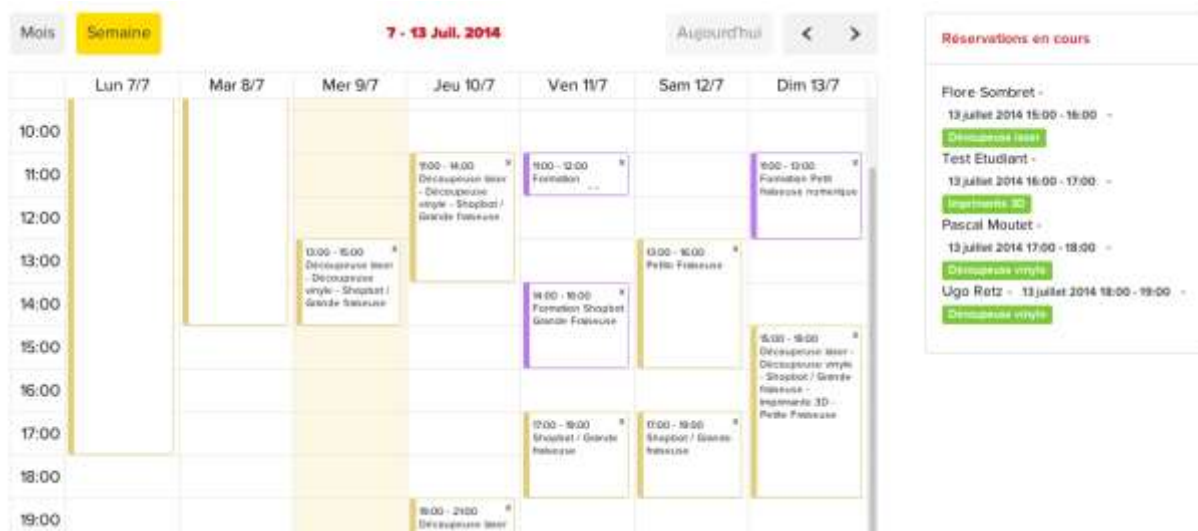 Mois
Semaine
7 - 13 Juil. 2014
Aujourd'hui
<
>
Lun 7/7
Mar 8/7
Mer 9/7
Jeu 10/7
Ven 11/7
Sam 12/7
Dim 13/7
10:00
11:00
12:00
13:00
14:00
15:00
16:00
17:00
18:00
19:00
13:00 - 15:00 x
Découpeuse laser
- Découpeuse
vinyle - Shopbot /
Grande fraiseuse
11:00 - 14:00 x
Découpeuse laser
- Découpeuse
vinyle - Shopbot /
Grande fraiseuse
Découpeuse laser
11:00 - 12:00 x
Formation
14:00 - 16:00 x
Formation Shopbot
Grande Fraiseuse
17:00 - 19:00 x
Shopbot / Grande
fraiseuse
13:00 - 16:00 x
Petite Fraiseuse
17:00 - 19:00 x
Shopbot / Grande
fraiseuse
11:00 - 13:00 x
Formation Petit
fraiseuse numérique
15:00 - 19:00 x
Découpeuse laser -
Découpeuse vinyle
- Shopbot / Grande
fraiseuse -
Imprimante 3D -
Petite Fraiseuse
Réservations en cours
Flore Sombret -
13 juillet 2014 15:00 - 16:00 -
Découpeuse laser
Test Etudiant -
13 juillet 2014 16:00 - 17:00 -
Imprimante 3D
Pascal Moutet -
13 juillet 2014 17:00 - 18:00 -
Découpeuse vinyle
Ugo Retz - 13 juillet 2014 18:00 - 19:00 -
Découpeuse vinyle